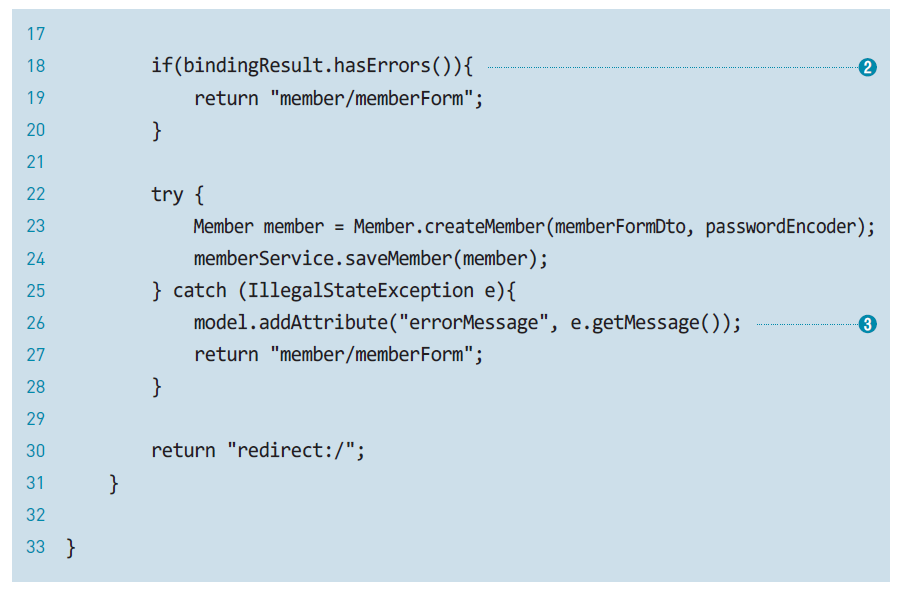 17
18 if(bindingResult.hasErrors()){ 2
19 return "member/memberForm";
20 }
21
22 try {
23 Member member = Member.createMember(memberFormDto, passwordEncoder);
24 memberService.saveMember(member);
25 } catch (IllegalStateException e){
26 model.addAttribute("errorMessage", e.getMessage()); 3
27 return "member/memberForm";
28 }
29
30 return "redirect:/";
31 }
32
33 }